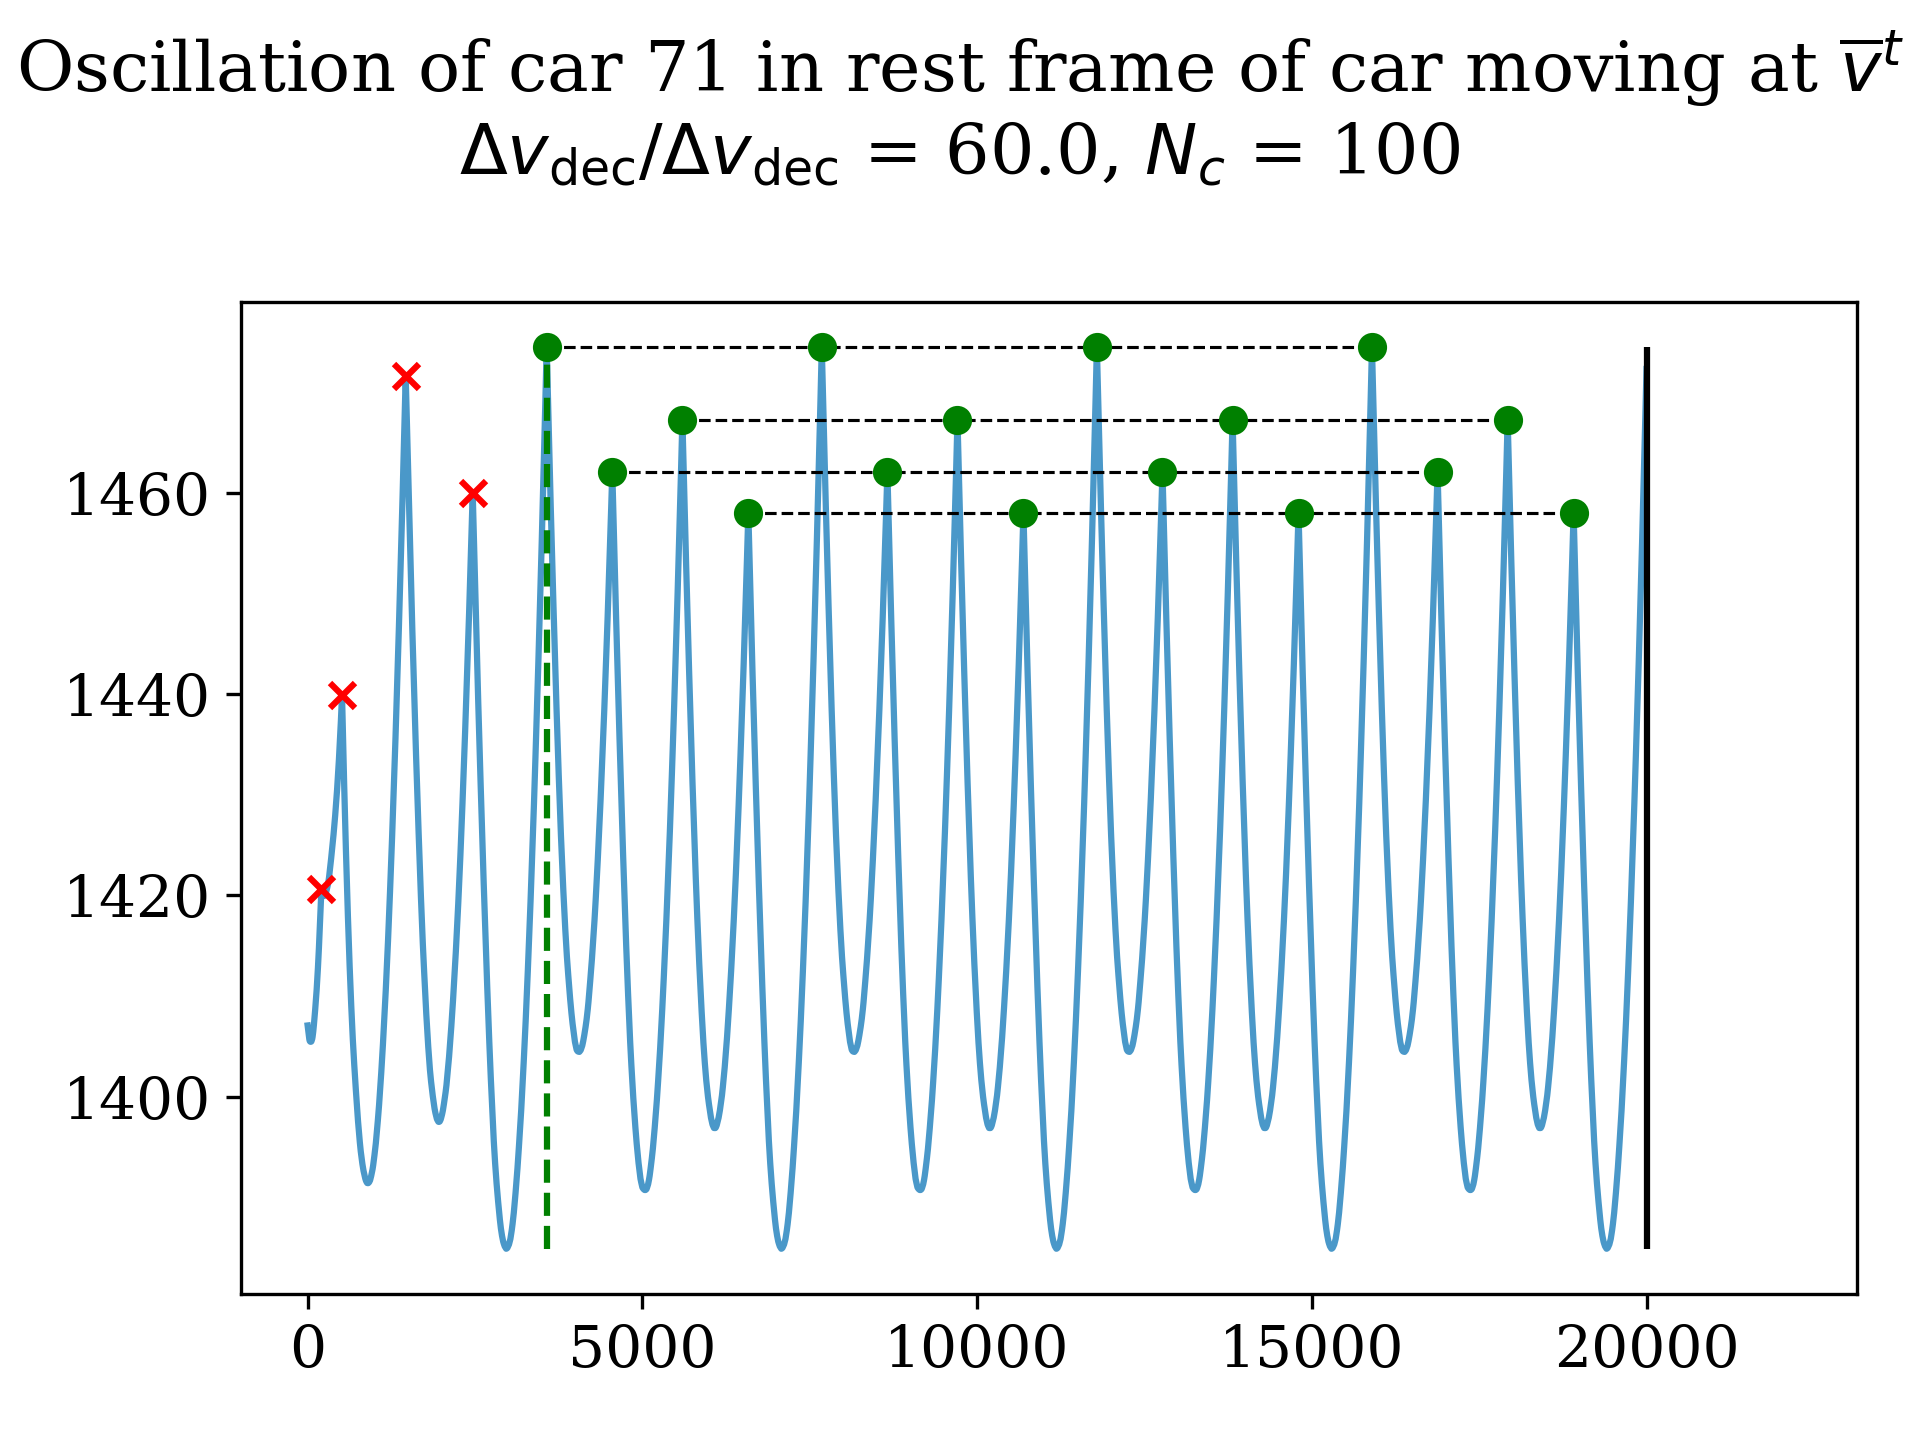 Oscillation of car 71 in rest frame of car moving at v̅ᵗ
Δv_dec/Δv_dec = 60.0, N_c = 100
1460
1440
1420
1400
0 5000 10000 15000 20000